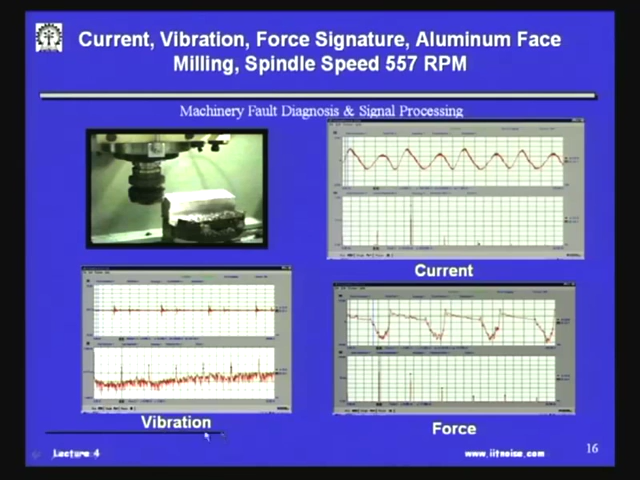 Current, Vibration, Force Signature, Aluminum Face
Milling, Spindle Speed 557 RPM
Machinery Fault Diagnosis & Signal Processing
Current
Vibration
Force
Lecture 4
www.iitnoise.com
16